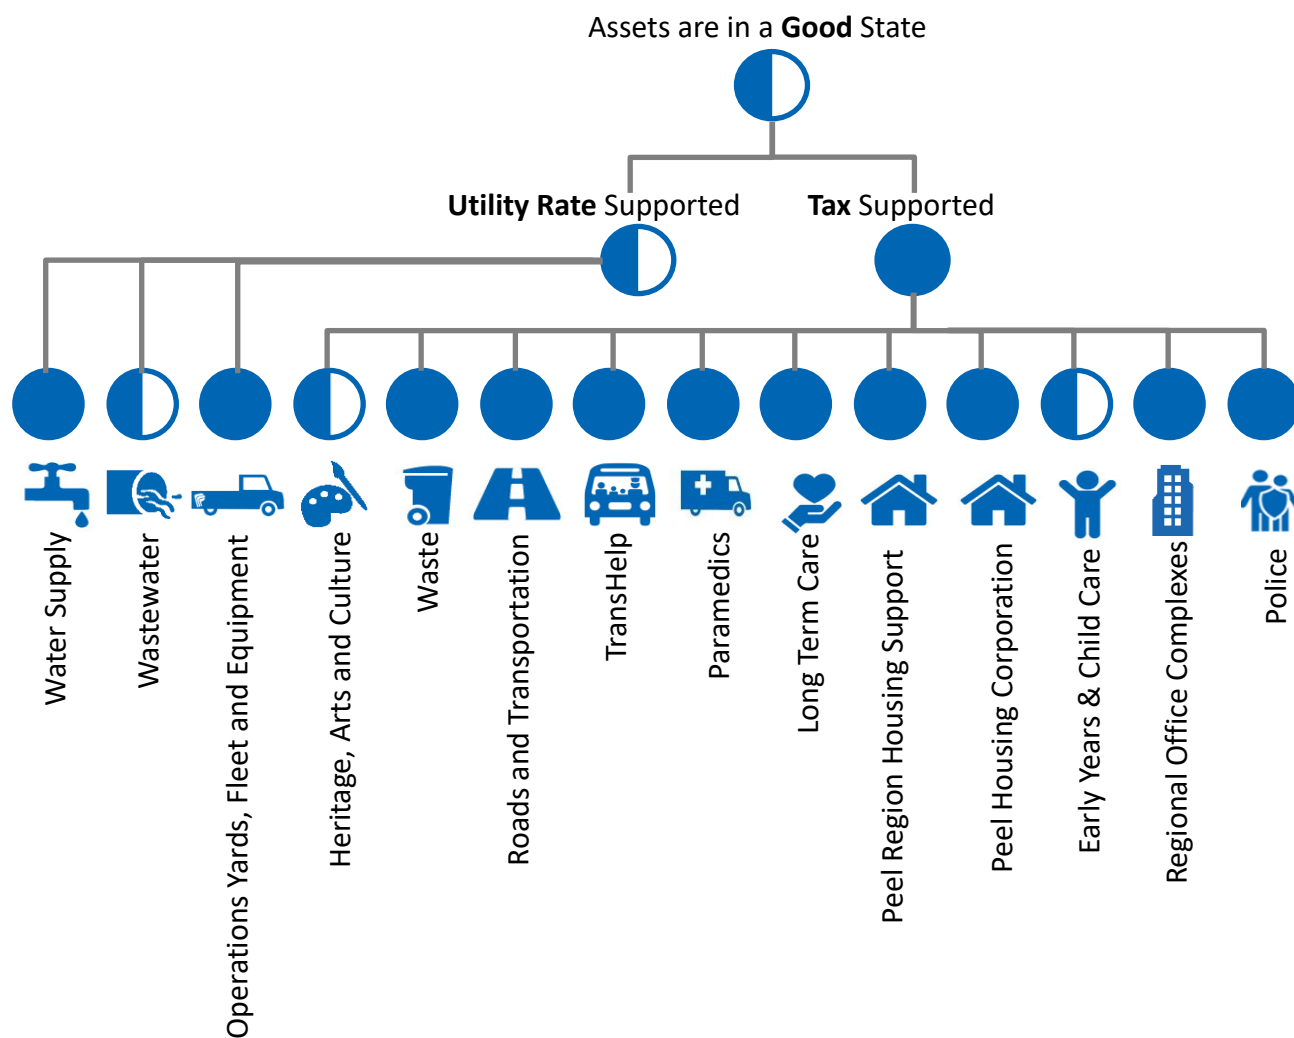 Assets are in a Good State
Utility Rate Supported
Tax Supported
Water Supply
Wastewater
Operations Yards, Fleet and Equipment
Heritage, Arts and Culture
Waste
Roads and Transportation
TransHelp
Paramedics
Long Term Care
Peel Region Housing Support
Peel Housing Corporation
Early Years & Child Care
Regional Office Complexes
Police